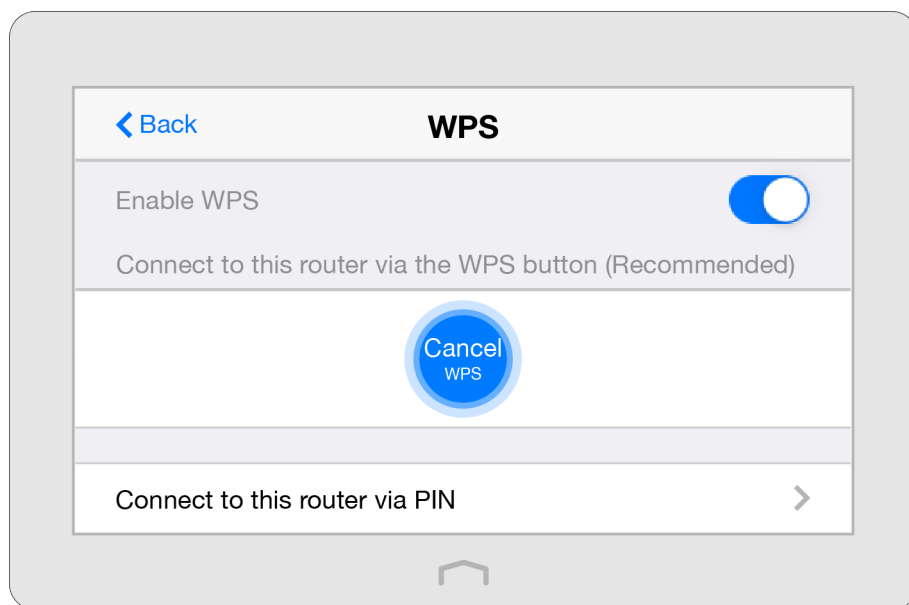 Back
WPS
Enable WPS
Connect to this router via the WPS button (Recommended)
Cancel
WPS
Connect to this router via PIN